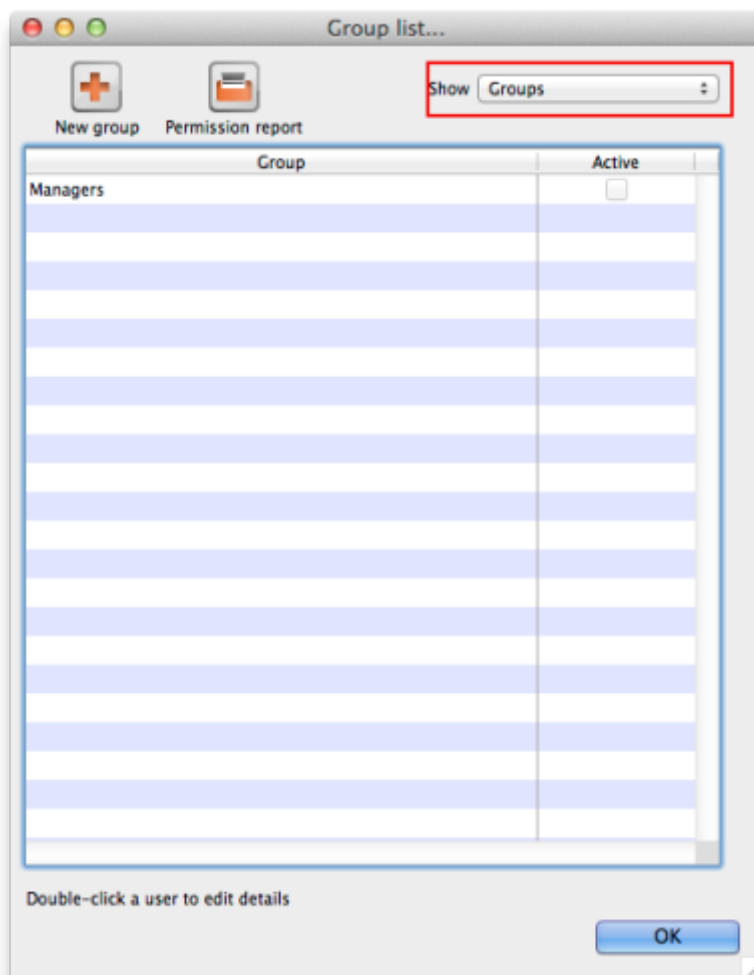 Group list...
Show Groups
New group Permission report
Group Active
Managers
Double-click a user to edit details
OK